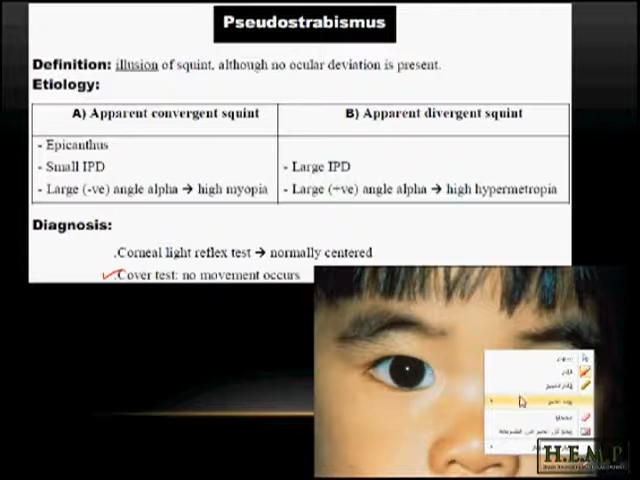 Pseudostrabismus
Definition: illusion of squint, although no ocular deviation is present.
Etiology:
A) Apparent convergent squint
B) Apparent divergent squint
- Epicanthus
- Small IPD
- Large (-ve) angle alpha → high myopia
- Large IPD
- Large (+ve) angle alpha → high hypermetropia
Diagnosis:
.Corneal light reflex test → normally centered
.Cover test: no movement occurs
H.E.M.P